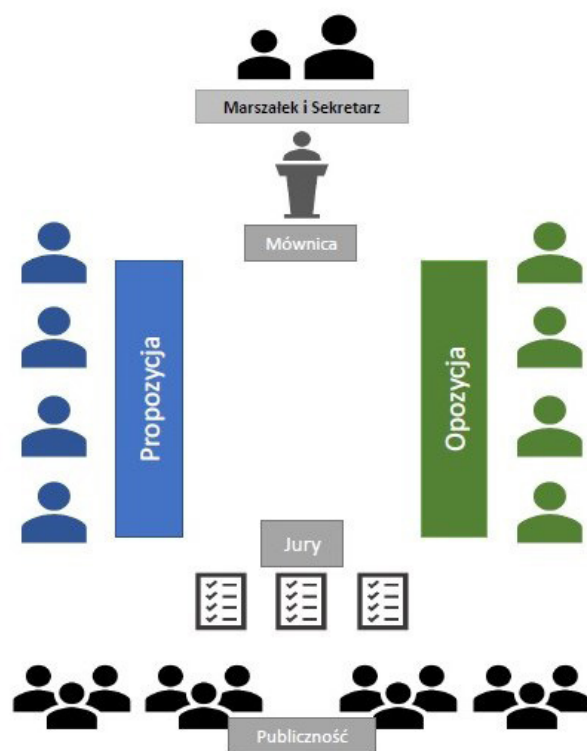 Marszałek i Sekretarz
Mównica
Propozycja
Opozycja
Jury
Publiczność